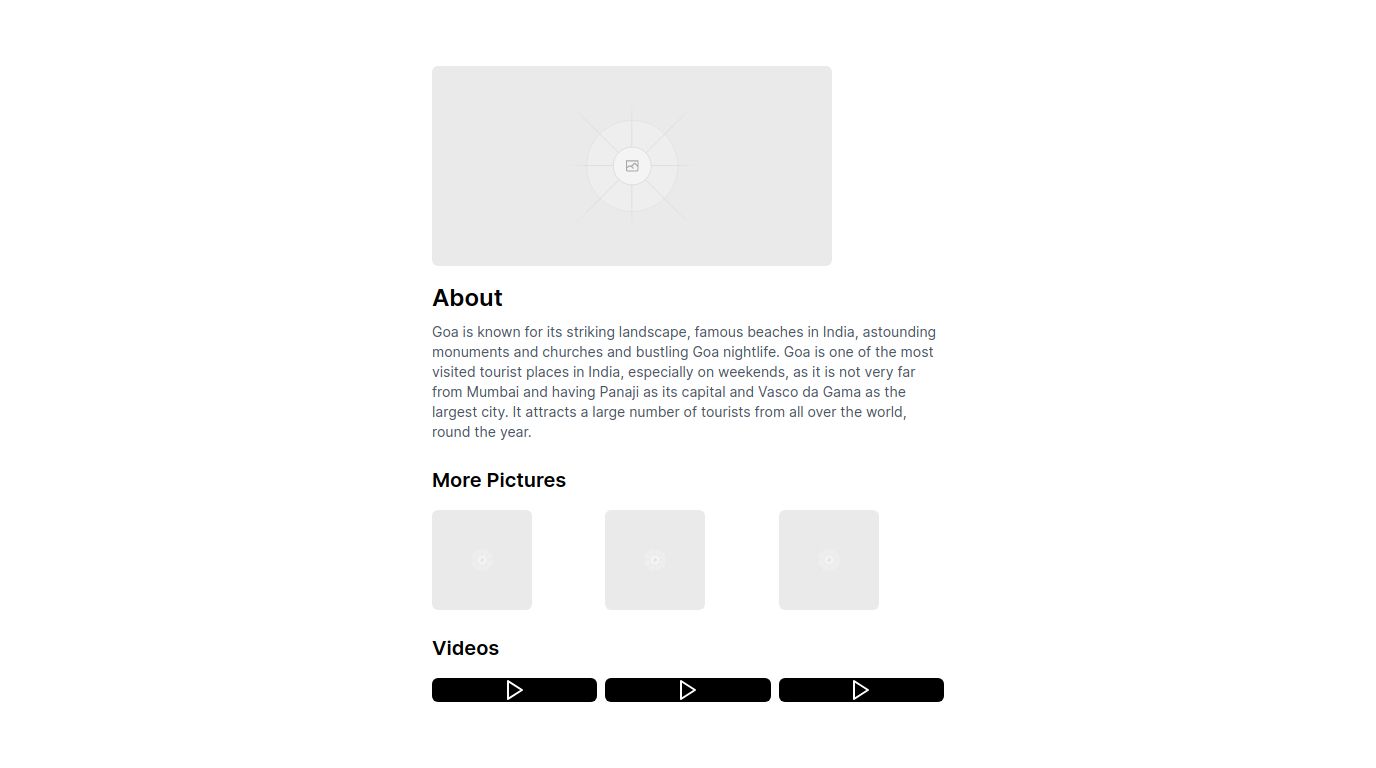 About
Goa is known for its striking landscape, famous beaches in India, astounding
monuments and churches and bustling Goa nightlife. Goa is one of the most
visited tourist places in India, especially on weekends, as it is not very far
from Mumbai and having Panaji as its capital and Vasco da Gama as the
largest city. It attracts a large number of tourists from all over the world,
round the year.
More Pictures
Videos